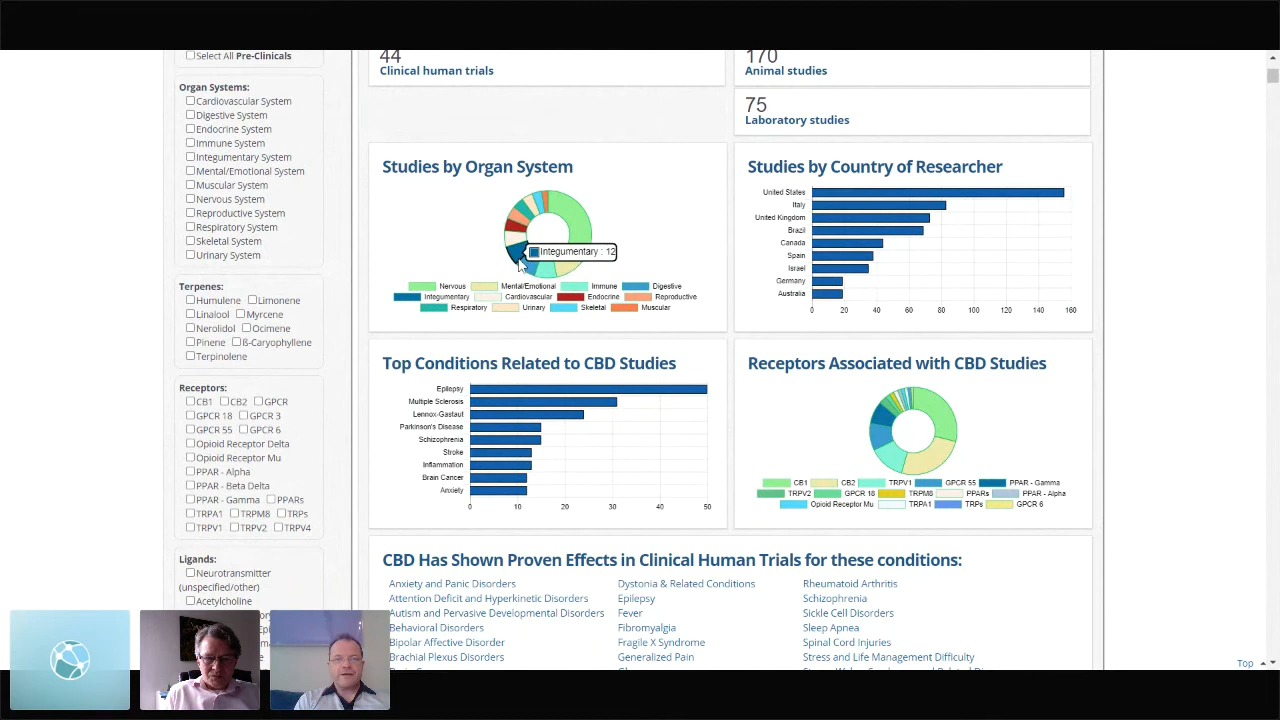 Select All Pre-Clinicals
Organ Systems:
Cardiovascular System
Digestive System
Endocrine System
Immune System
Integumentary System
Mental/Emotional System
Muscular System
Nervous System
Reproductive System
Respiratory System
Skeletal System
Urinary System
Terpenes:
Humulene Limonene
Linalool Myrcene
Nerolidol Ocimene
Pinene ß-Caryophyllene
Terpinolene
Receptors:
CB1 CB2 GPCR
GPCR 18 GPCR 3
GPCR 55 GPCR 6
Opioid Receptor Delta
Opioid Receptor Mu
PPAR - Alpha
PPAR - Beta Delta
PPAR - Gamma PPARs
TRPA1 TRPM8 TRPs
TRPV1 TRPV2 TRPV4
Ligands:
Neurotransmitter
(unspecified/other)
Acetylcholine
44
Clinical human trials
170
Animal studies
75
Laboratory studies
Studies by Organ System
Integumentary : 12
Nervous Mental/Emotional Immune Digestive
Integumentary Cardiovascular Endocrine Reproductive
Respiratory Urinary Skeletal Muscular
Studies by Country of Researcher
United States
Italy
United Kingdom
Brazil
Canada
Spain
Israel
Germany
Australia
0 20 40 60 80 100 120 140 160
Top Conditions Related to CBD Studies
Epilepsy
Multiple Sclerosis
Lennox-Gastaut
Parkinson's Disease
Schizophrenia
Stroke
Inflammation
Brain Cancer
Anxiety
0 10 20 30 40 50
Receptors Associated with CBD Studies
CB1 CB2 TRPV1 GPCR 55 PPAR - Gamma
TRPV2 GPCR 18 TRPM8 PPARs PPAR - Alpha
Opioid Receptor Mu TRPA1 TRPs GPCR 6
CBD Has Shown Proven Effects in Clinical Human Trials for these conditions:
Anxiety and Panic Disorders
Attention Deficit and Hyperkinetic Disorders
Autism and Pervasive Developmental Disorders
Behavioral Disorders
Bipolar Affective Disorder
Brachial Plexus Disorders
Dystonia & Related Conditions
Epilepsy
Fever
Fibromyalgia
Fragile X Syndrome
Generalized Pain
Rheumatoid Arthritis
Schizophrenia
Sickle Cell Disorders
Sleep Apnea
Spinal Cord Injuries
Stress and Life Management Difficulty
Top